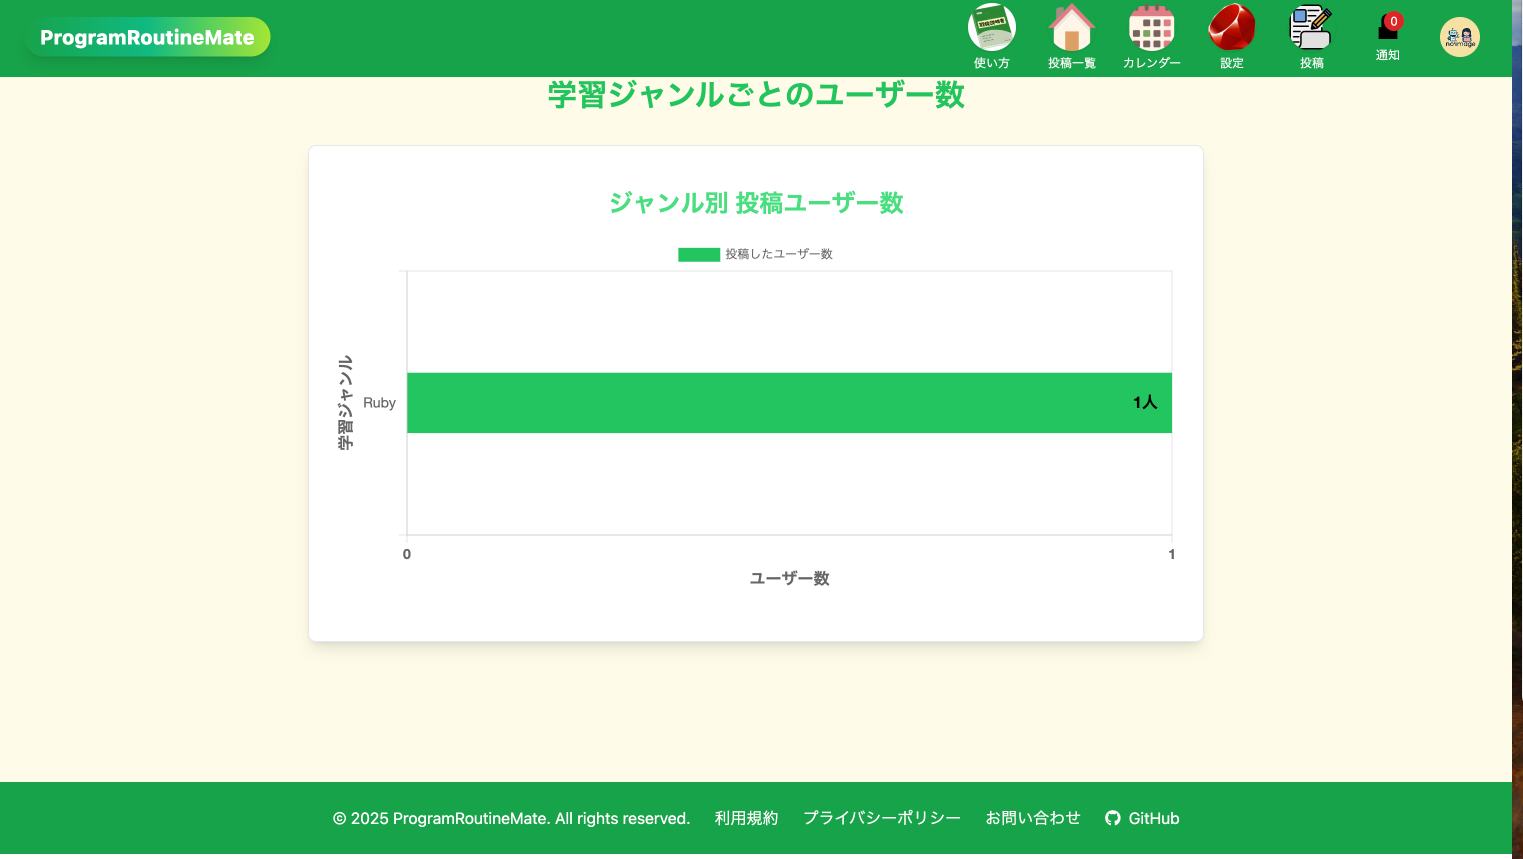 ProgramRoutineMate
使い方
投稿一覧
カレンダー
設定
投稿
0
通知
no image
学習ジャンルごとのユーザー数
ジャンル別 投稿ユーザー数
投稿したユーザー数
学習ジャンル
Ruby
1人
0
1
ユーザー数
© 2025 ProgramRoutineMate. All rights reserved.
利用規約
プライバシーポリシー
お問い合わせ
GitHub